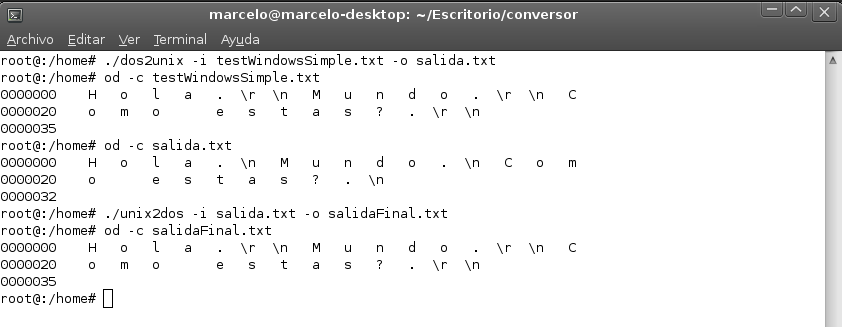 marcelo@marcelo-desktop: ~/Escritorio/conversor
Archivo Editar Ver Terminal Ayuda
root@:/home# ./dos2unix -i testWindowsSimple.txt -o salida.txt
root@:/home# od -c testWindowsSimple.txt
0000000   H   o   l   a   .  \r  \n   M   u   n   d   o   .  \r  \n   C
0000020   o   m   o       e   s   t   a   s   ?   .  \r  \n
0000035
root@:/home# od -c salida.txt
0000000   H   o   l   a   .  \n   M   u   n   d   o   .  \n   C   o   m
0000020   o       e   s   t   a   s   ?   .  \n
0000032
root@:/home# ./unix2dos -i salida.txt -o salidaFinal.txt
root@:/home# od -c salidaFinal.txt
0000000   H   o   l   a   .  \r  \n   M   u   n   d   o   .  \r  \n   C
0000020   o   m   o       e   s   t   a   s   ?   .  \r  \n
0000035
root@:/home#